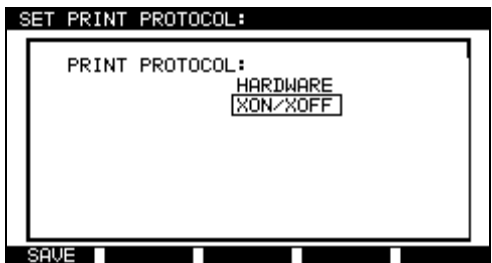 SET PRINT PROTOCOL:
PRINT PROTOCOL:
HARDWARE
XON/XOFF
SAVE